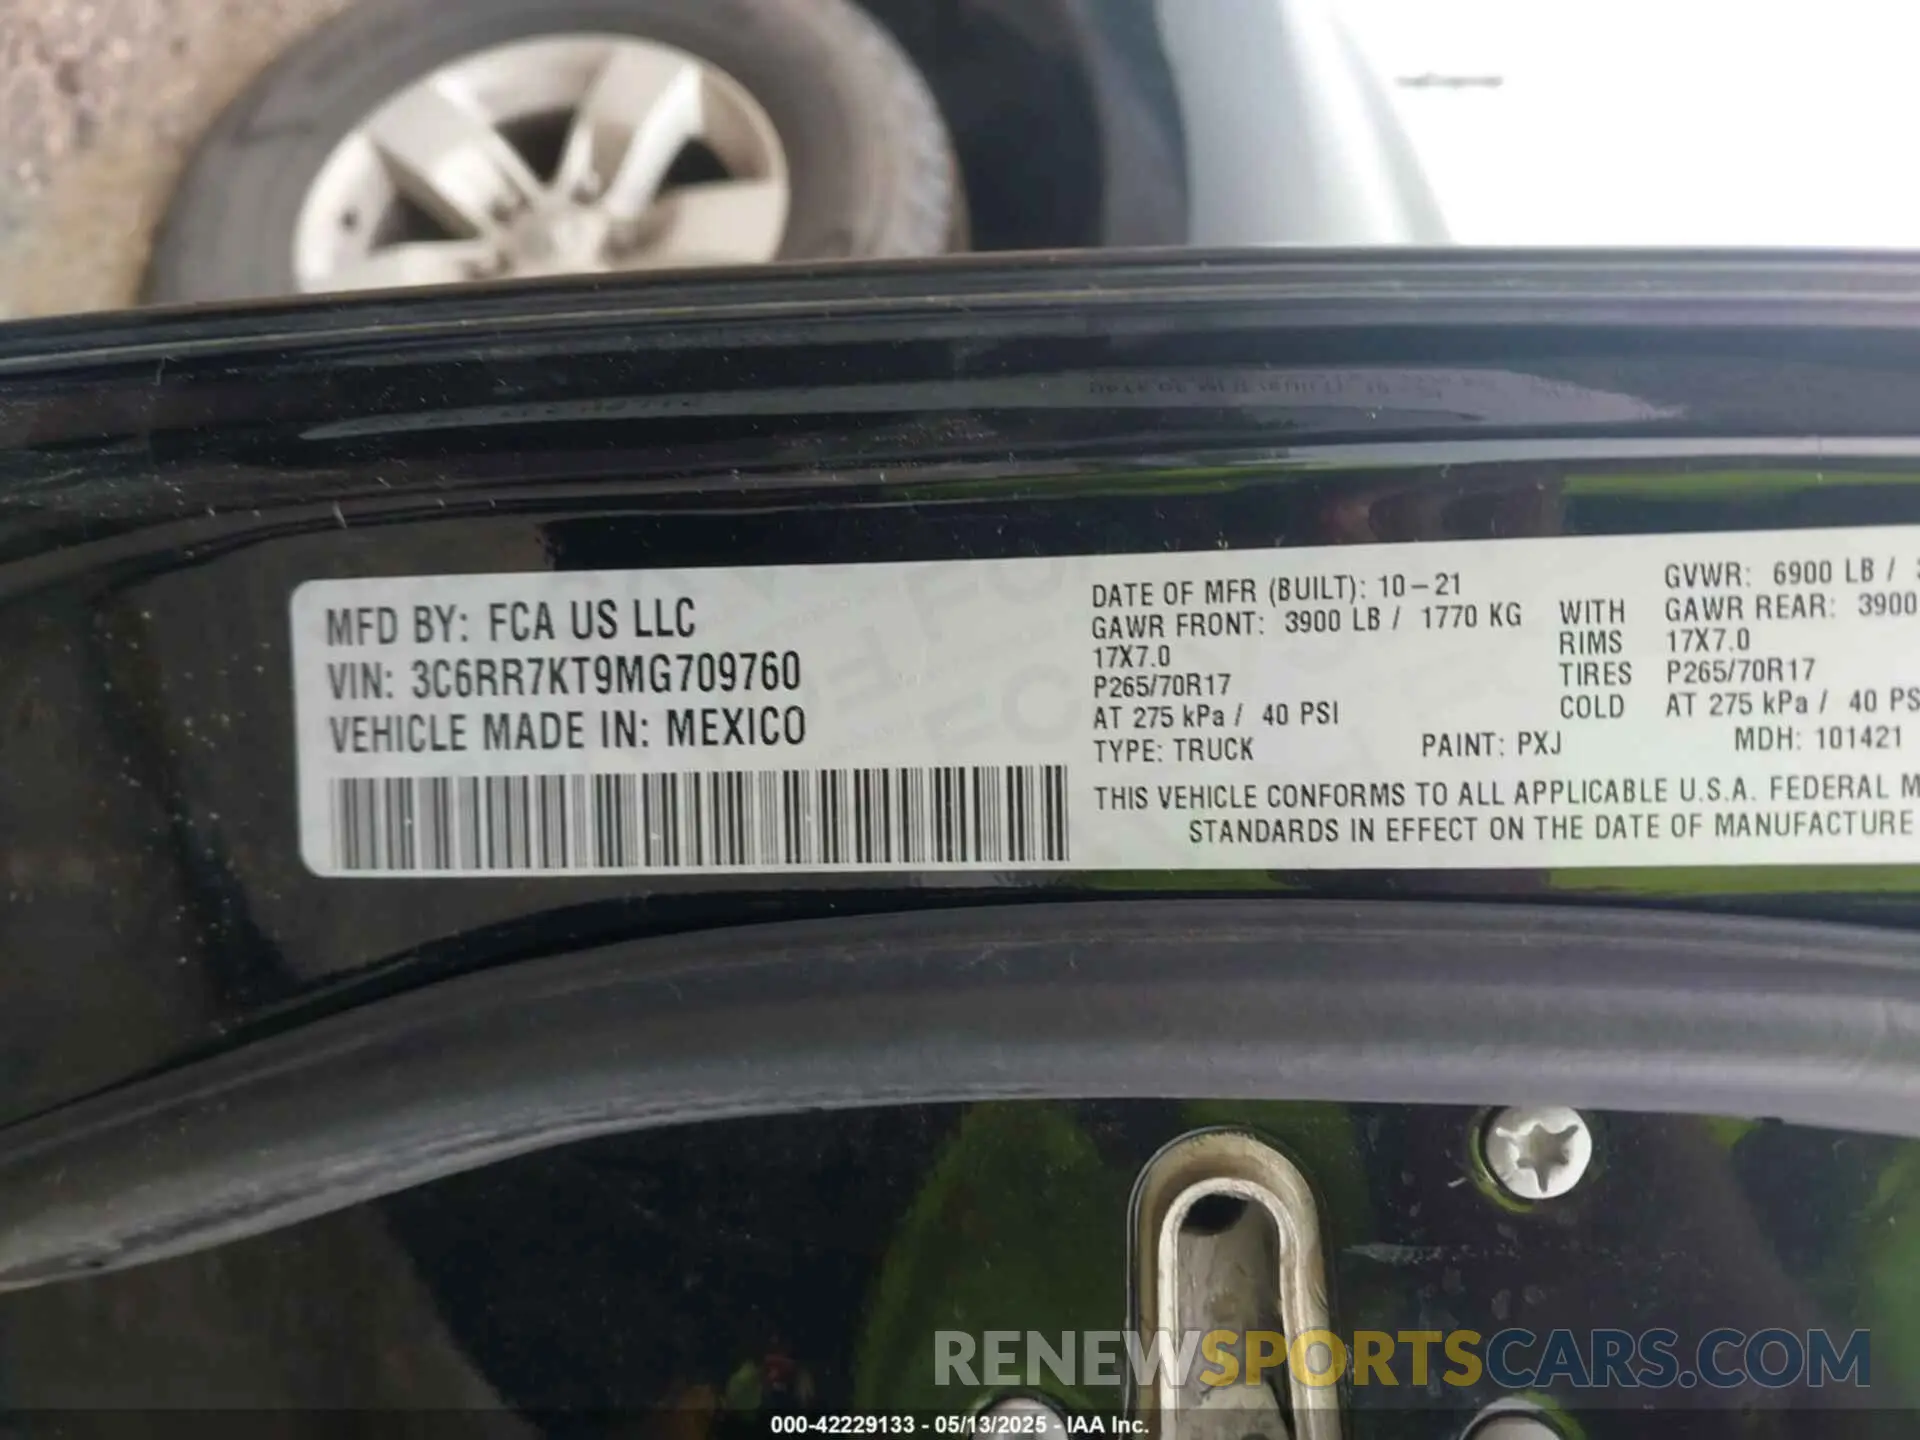 MFD BY: FCA US LLC
VIN: 3C6RR7KT9MG709760
VEHICLE MADE IN: MEXICO
DATE OF MFR (BUILT): 10-21 GVWR: 6900 LB /
GAWR FRONT: 3900 LB / 1770 KG WITH GAWR REAR: 3900
17X7.0 RIMS 17X7.0
P265/70R17 TIRES P265/70R17
AT 275 kPa / 40 PSI COLD AT 275 kPa / 40 PS
TYPE: TRUCK PAINT: PXJ MDH: 101421
THIS VEHICLE CONFORMS TO ALL APPLICABLE U.S.A. FEDERAL M
STANDARDS IN EFFECT ON THE DATE OF MANUFACTURE
RENEWSPORTSCARS.COM
000-42229133 - 05/13/2025 - IAA Inc.